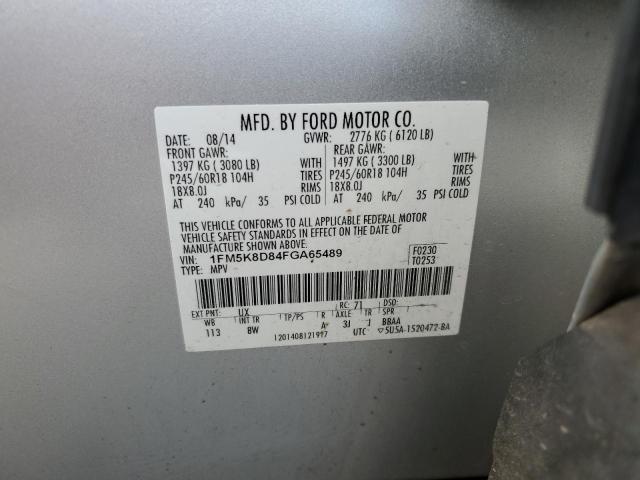 MFD. BY FORD MOTOR CO.
DATE: 08/14 GVWR: 2776 KG ( 6120 LB)
FRONT GAWR: REAR GAWR:
1397 KG ( 3080 LB) WITH 1497 KG ( 3300 LB) WITH
P245/60R18 104H TIRES P245/60R18 104H TIRES
18X8.0J RIMS 18X8.0J RIMS
AT 240 kPa/ 35 PSI COLD AT 240 kPa/ 35 PSI COLD
THIS VEHICLE CONFORMS TO ALL APPLICABLE FEDERAL MOTOR
VEHICLE SAFETY STANDARDS IN EFFECT ON THE DATE OF
MANUFACTURE SHOWN ABOVE.
VIN: 1FM5K8D84FGA65489 F0230
TYPE: MPV T0253
EXT PNT: UX RC: 71 DSO:
WB INT TR TP/PS R AXLE TR SPR
113 8W A 3J J BBAA
1201408121927 UTC 5U5A-1520472-BA